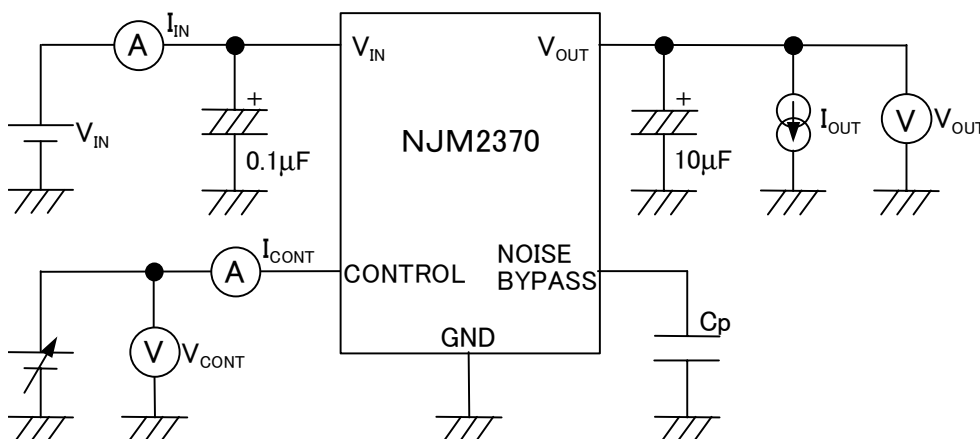 I_IN
A
V_IN
+
0.1μF
V_IN
V_OUT
NJM2370
+
10μF
I_OUT
V
V_OUT
I_CONT
A
V
V_CONT
CONTROL
NOISE
BYPASS
GND
Cp